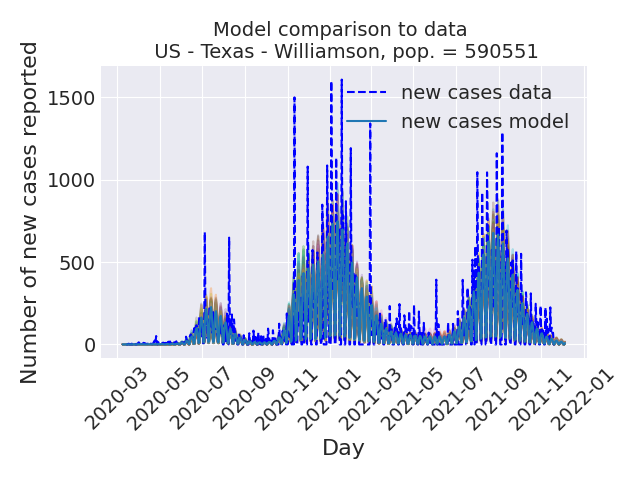 Model comparison to data
US - Texas - Williamson, pop. = 590551
Number of new cases reported
1500
1000
500
0
new cases data
new cases model
2020-03
2020-05
2020-07
2020-09
2020-11
2021-01
2021-03
2021-05
2021-07
2021-09
2021-11
2022-01
Day